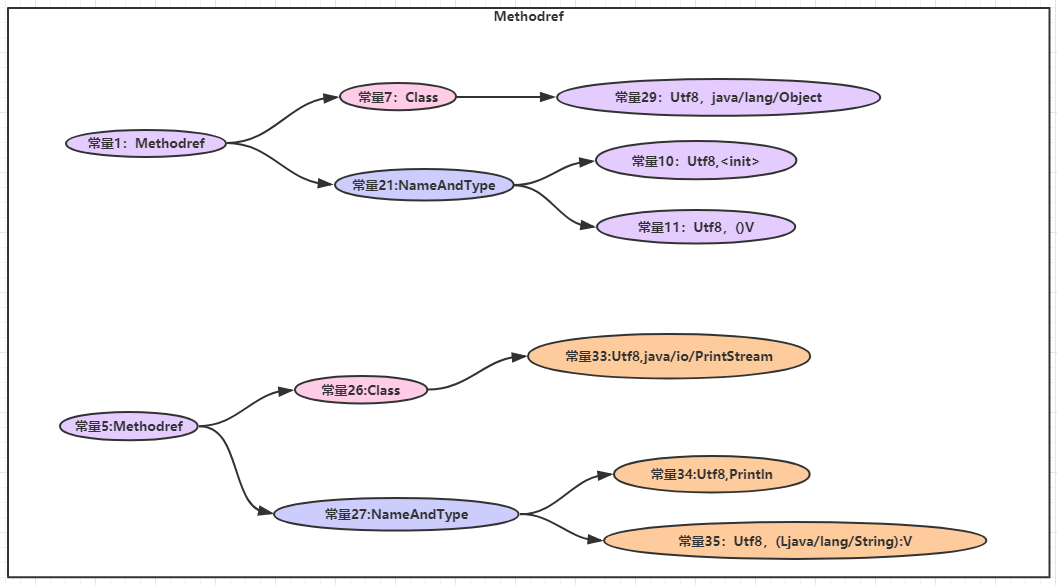 Methodref
常量7：Class
常量29：Utf8，java/lang/Object
常量1：Methodref
常量10：Utf8,<init>
常量21:NameAndType
常量11：Utf8，()V
常量33:Utf8,java/io/PrintStream
常量26:Class
常量5:Methodref
常量34:Utf8,Println
常量27:NameAndType
常量35：Utf8，(Ljava/lang/String):V